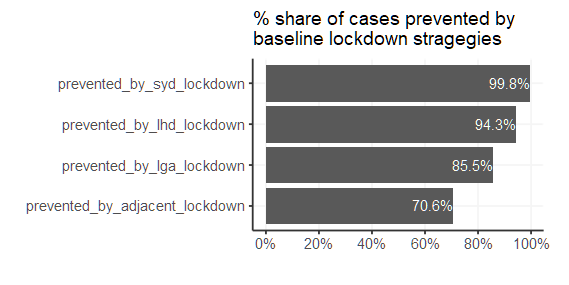 % share of cases prevented by
baseline lockdown stragegies
prevented_by_syd_lockdown
99.8%
prevented_by_lhd_lockdown
94.3%
prevented_by_lga_lockdown
85.5%
prevented_by_adjacent_lockdown
70.6%
0% 20% 40% 60% 80% 100%